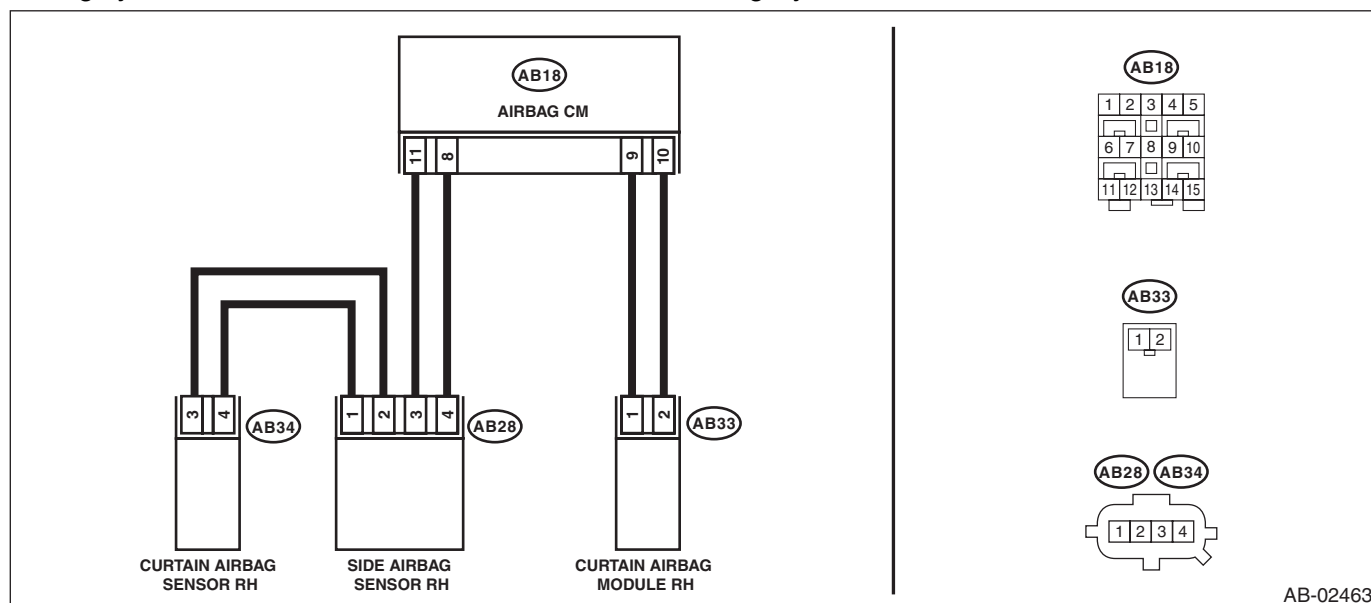 AB18
AIRBAG CM
11 8 9 10
3 4 AB34 1 2 3 4 AB28 1 2 AB33
CURTAIN AIRBAG
SENSOR RH
SIDE AIRBAG
SENSOR RH
CURTAIN AIRBAG
MODULE RH
AB18
1 2 3 4 5
6 7 8 9 10
11 12 13 14 15
AB33
1 2
AB28 AB34
1 2 3 4
AB-02463